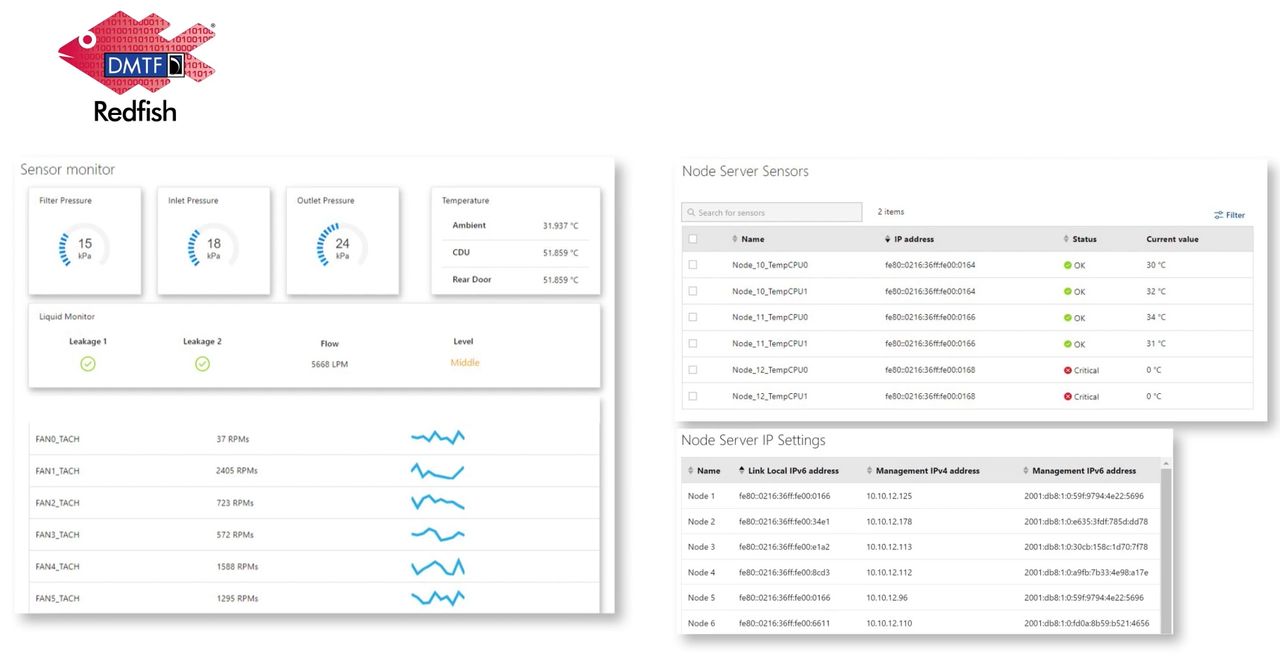 DMTF
Redfish
Sensor monitor
Filter Pressure
15
kPa
Inlet Pressure
18
kPa
Outlet Pressure
24
kPa
Temperature
Ambient 31.937 °C
CDU 51.859 °C
Rear Door 51.859 °C
Liquid Monitor
Leakage 1 Leakage 2 Flow Level
5668 LPM Middle
FAN0_TACH 37 RPMs
FAN1_TACH 2405 RPMs
FAN2_TACH 723 RPMs
FAN3_TACH 572 RPMs
FAN4_TACH 1588 RPMs
FAN5_TACH 1295 RPMs
Node Server Sensors
Search for sensors 2 items Filter
Name IP address Status Current value
Node_10_TempCPU0 fe80::0216:36ff:fe00:0164 OK 30 °C
Node_10_TempCPU1 fe80::0216:36ff:fe00:0164 OK 32 °C
Node_11_TempCPU0 fe80::0216:36ff:fe00:0166 OK 34 °C
Node_11_TempCPU1 fe80::0216:36ff:fe00:0166 OK 31 °C
Node_12_TempCPU0 fe80::0216:36ff:fe00:0168 Critical 0 °C
Node_12_TempCPU1 fe80::0216:36ff:fe00:0168 Critical 0 °C
Node Server IP Settings
Name Link Local IPv6 address Management IPv4 address Management IPv6 address
Node 1 fe80::0216:36ff:fe00:0166 10.10.12.125 2001:db8:1:0:59f:9794:4e22:5696
Node 2 fe80::0216:36ff:fe00:34e1 10.10.12.178 2001:db8:1:0:e635:3fdf:785d:dd78
Node 3 fe80::0216:36ff:fe00:e1a2 10.10.12.113 2001:db8:1:0:30cb:158c:1d70:7f78
Node 4 fe80::0216:36ff:fe00:8cd3 10.10.12.112 2001:db8:1:0:a9fb:7b33:4e98:a17e
Node 5 fe80::0216:36ff:fe00:0166 10.10.12.96 2001:db8:1:0:59f:9794:4e22:5696
Node 6 fe80::0216:36ff:fe00:6611 10.10.12.110 2001:db8:1:0:fd0a:8b59:b521:4656